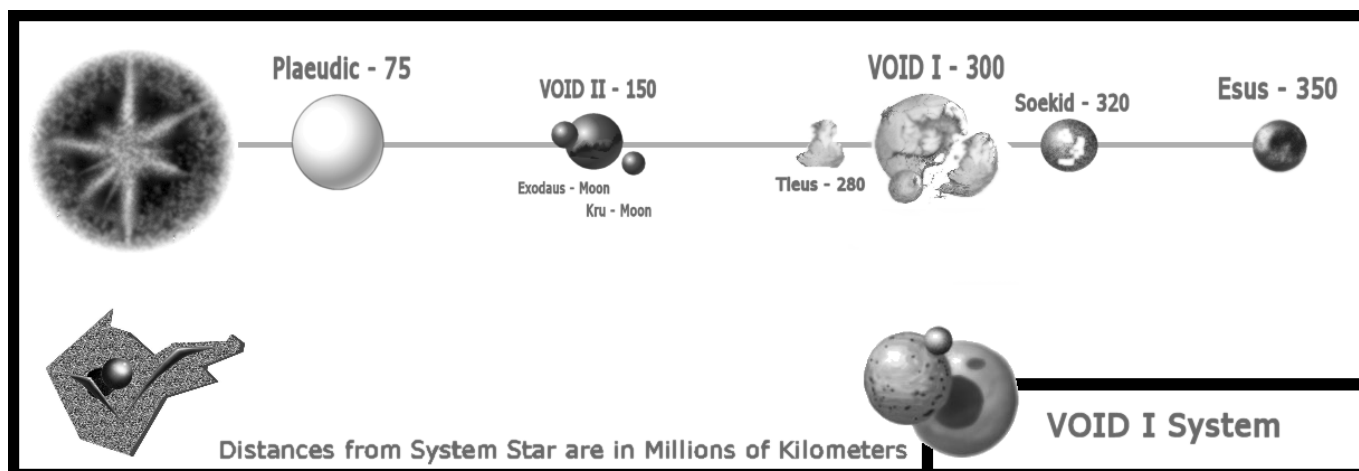 Plaeudic - 75
VOID II - 150
VOID I - 300
Soekid - 320
Esus - 350
Exodaus - Moon
Kru - Moon
Tleus - 280
Distances from System Star are in Millions of Kilometers
VOID I System